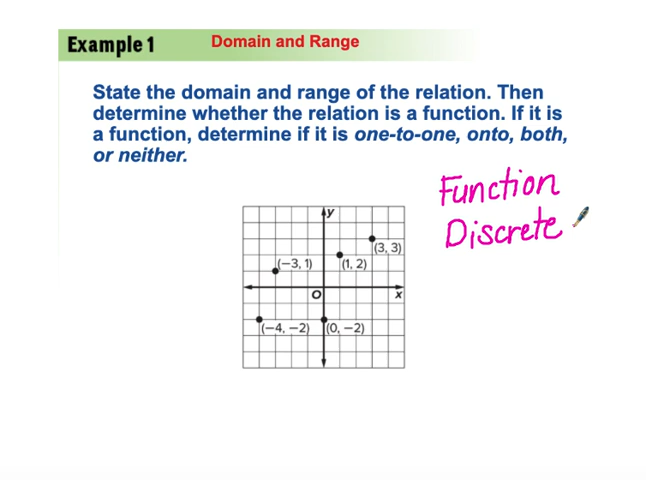 Example 1
Domain and Range
State the domain and range of the relation. Then
determine whether the relation is a function. If it is
a function, determine if it is one-to-one, onto, both,
or neither.
Function
Discrete
y
(3, 3)
(−3, 1)
(1, 2)
O
x
(−4, −2)
(0, −2)